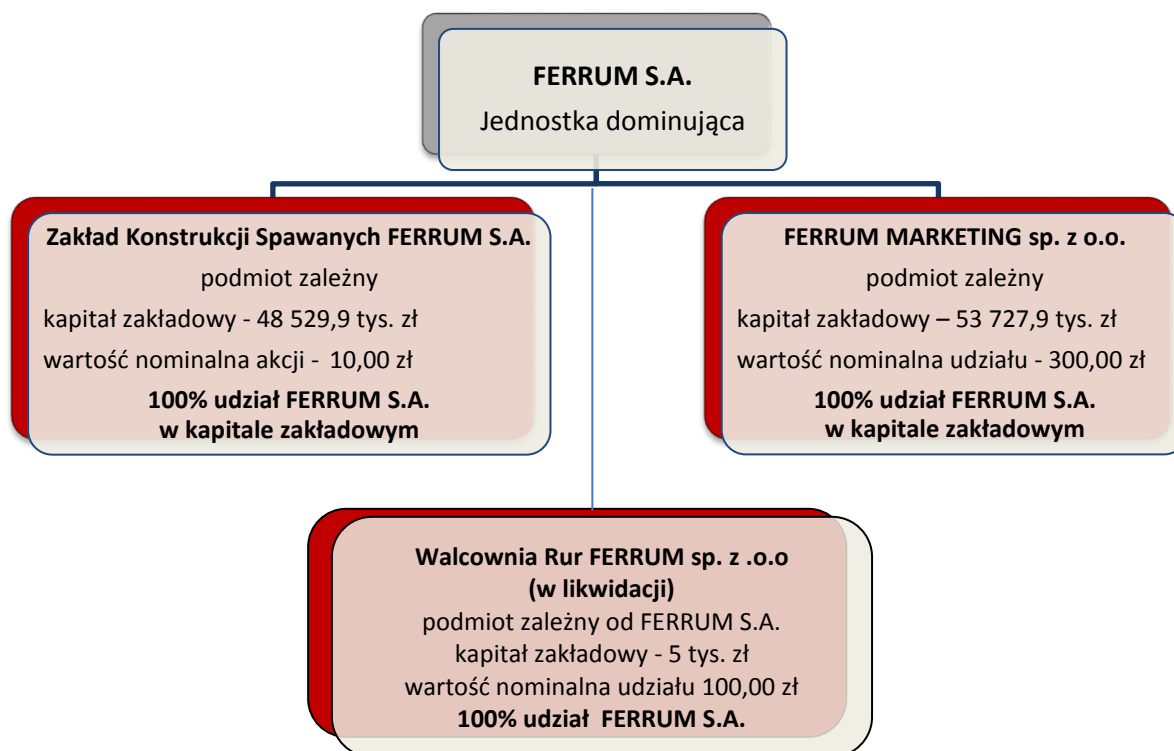 FERRUM S.A.
Jednostka dominująca
Zakład Konstrukcji Spawanych FERRUM S.A.
podmiot zależny
kapitał zakładowy - 48 529,9 tys. zł
wartość nominalna akcji - 10,00 zł
100% udział FERRUM S.A.
w kapitale zakładowym
FERRUM MARKETING sp. z o.o.
podmiot zależny
kapitał zakładowy – 53 727,9 tys. zł
wartość nominalna udziału - 300,00 zł
100% udział FERRUM S.A.
w kapitale zakładowym
Walcownia Rur FERRUM sp. z .o.o
(w likwidacji)
podmiot zależny od FERRUM S.A.
kapitał zakładowy - 5 tys. zł
wartość nominalna udziału 100,00 zł
100% udział FERRUM S.A.